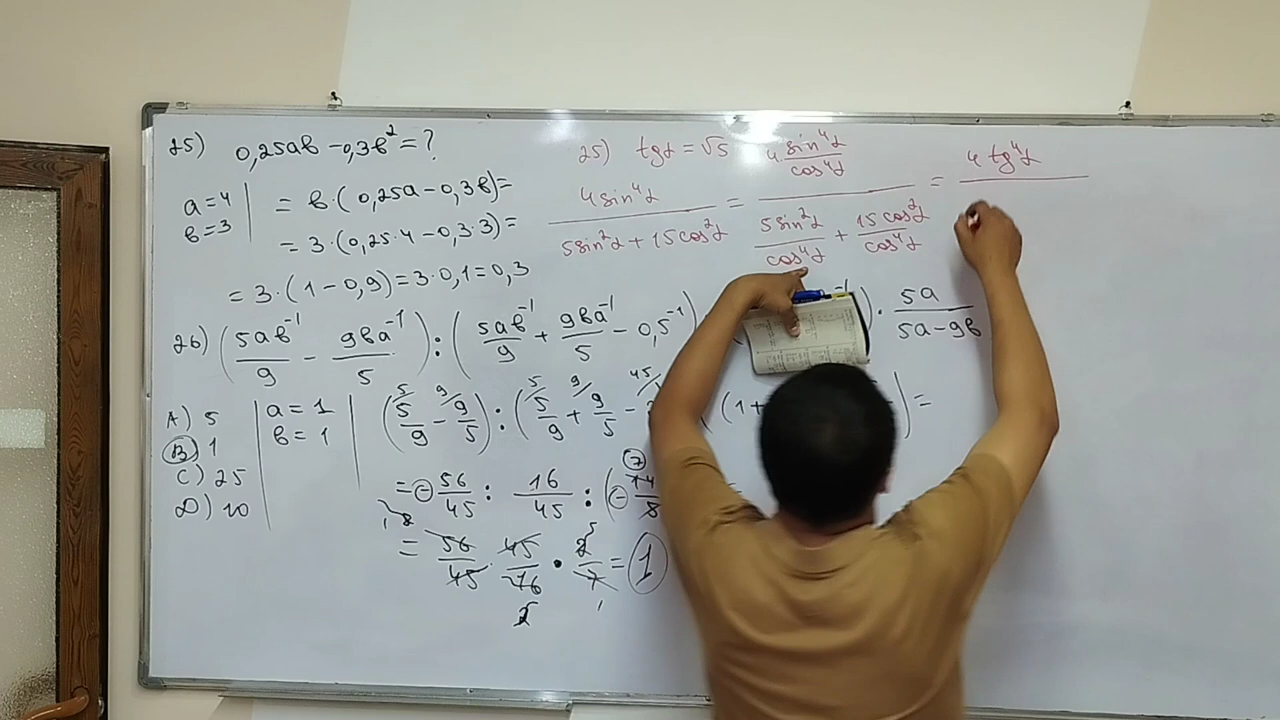 25) 0,25ab - 0,3b² = ?
a = 4
b = 3
= b·(0,25a - 0,3b) =
= 3·(0,25·4 - 0,3·3) =
= 3·(1 - 0,9) = 3·0,1 = 0,3
25) tgα = √5
4sin⁴α / (5sin²α + 15cos²α) = (4 sin⁴α/cos⁴α) / (5sin²α/cos⁴α + 15cos²α/cos⁴α) = 4tg⁴α
26) (5ab⁻¹/9 - 9ba⁻¹/5) : (5ab⁻¹/9 + 9ba⁻¹/5 - 0,5⁻¹) · 5a/(5a-9b)
A) 5
B) 1
C) 25
D) 10
a = 1
b = 1
(5/9 - 9/5) : (5/9 + 9/5 - (1+ ) =
= - 56/45 : 16/45 : (-
= 56/45 · 45/16 · 2/7 = 1